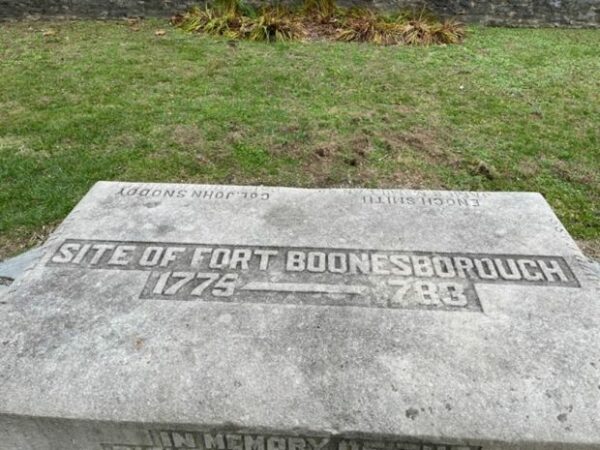 COL. JOHN SNODDY ENOCH SMITH
SITE OF FORT BOONESBOROUGH
1775 — 1783
IN MEMORY